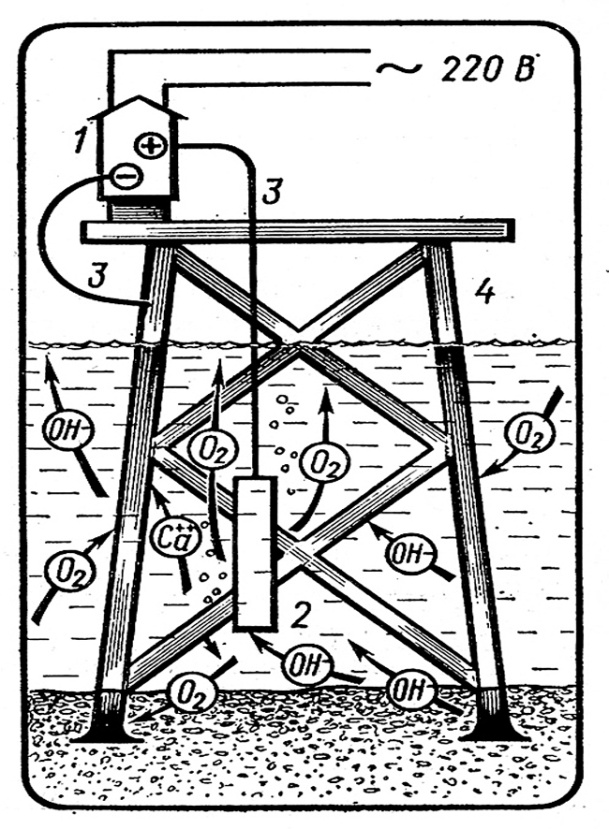 ~ 220 В
1
+
−
3
3
4
OH⁻
O₂
O₂
O₂
Ca⁺⁺
O₂
OH⁻
2
OH⁻
O₂
OH⁻